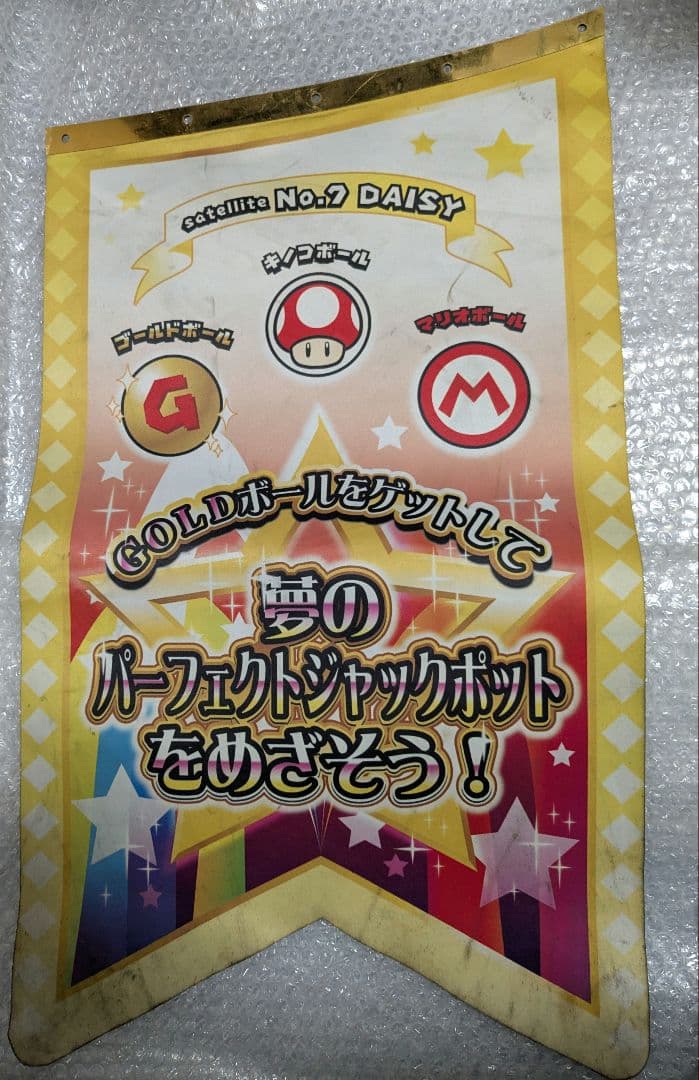 satellite No.7 DAISY
キノコボール
ゴールドボール
マリオボール
G
M
GOLDボールをゲットして
夢の
パーフェクトジャックポット
をめざそう!